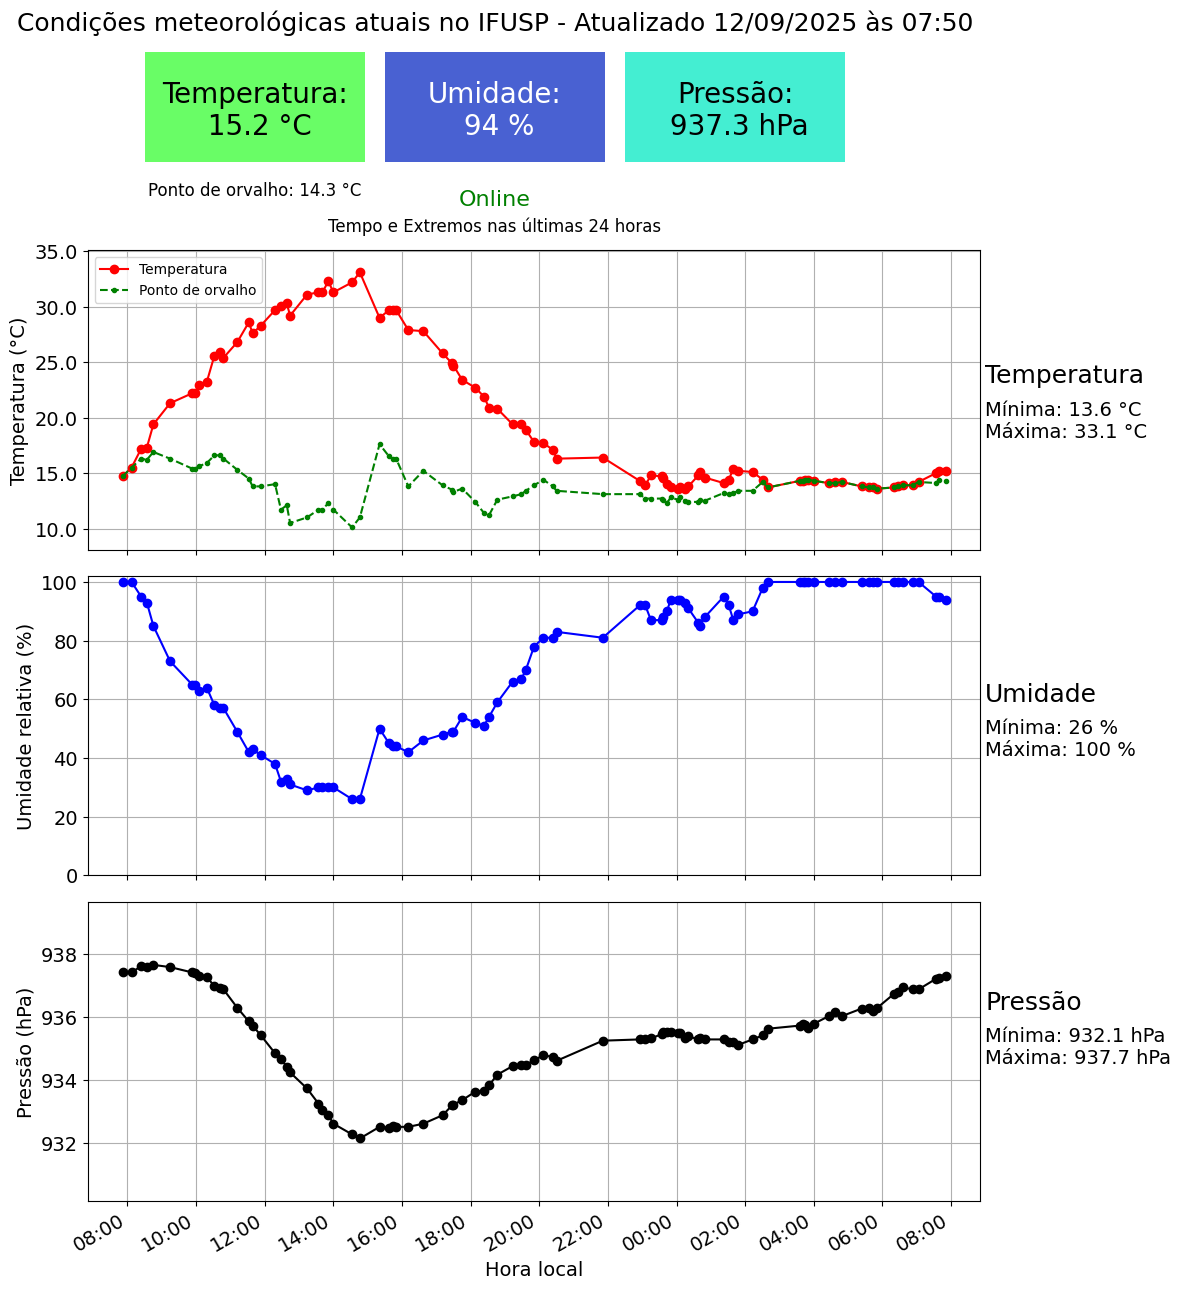 Condições meteorológicas atuais no IFUSP - Atualizado 12/09/2025 às 07:50
Temperatura:
15.2 °C
Umidade:
94 %
Pressão:
937.3 hPa
Ponto de orvalho: 14.3 °C
Online
Tempo e Extremos nas últimas 24 horas
Temperatura (°C)
35.0
30.0
25.0
20.0
15.0
10.0
Temperatura
Ponto de orvalho
Temperatura
Mínima: 13.6 °C
Máxima: 33.1 °C
Umidade relativa (%)
100
80
60
40
20
0
Umidade
Mínima: 26 %
Máxima: 100 %
Pressão (hPa)
938
936
934
932
Pressão
Mínima: 932.1 hPa
Máxima: 937.7 hPa
08:00 10:00 12:00 14:00 16:00 18:00 20:00 22:00 00:00 02:00 04:00 06:00 08:00
Hora local